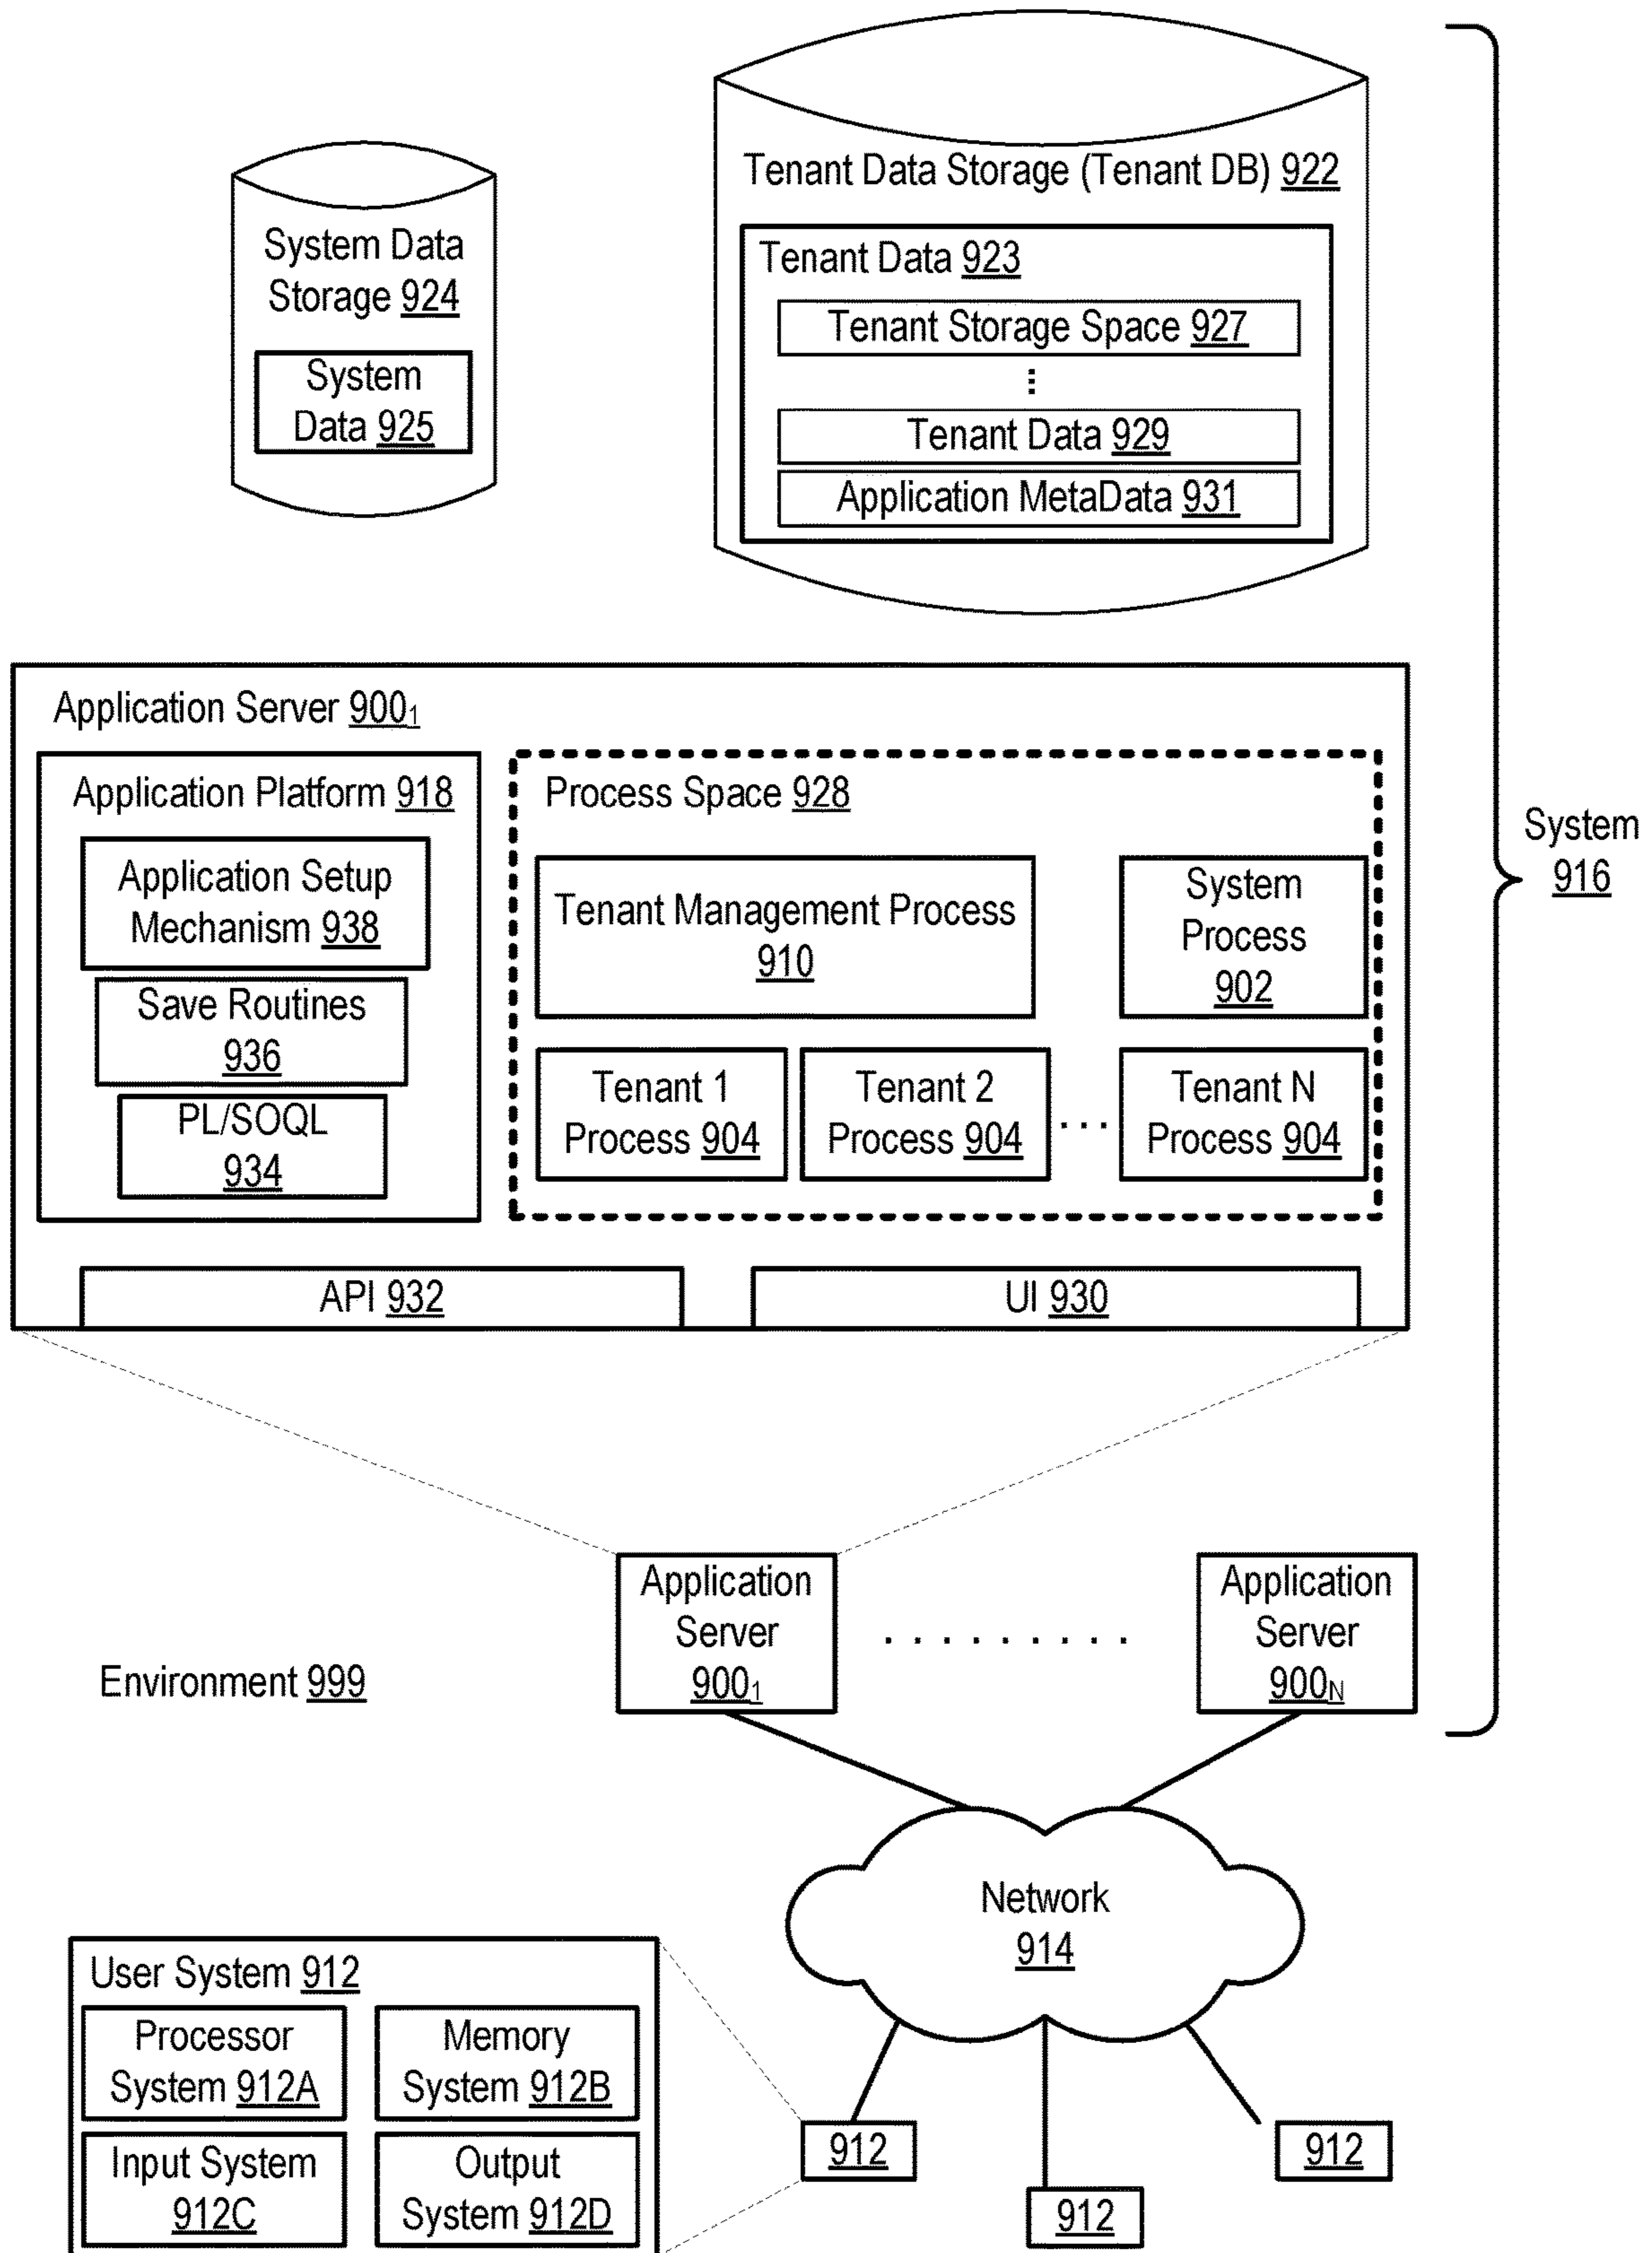 System Data
Storage 924
System
Data 925
Tenant Data Storage (Tenant DB) 922
Tenant Data 923
Tenant Storage Space 927
Tenant Data 929
Application MetaData 931
Application Server 900₁
Application Platform 918
Application Setup
Mechanism 938
Save Routines
936
PL/SOQL
934
Process Space 928
Tenant Management Process
910
System
Process
902
Tenant 1
Process 904
Tenant 2
Process 904
...
Tenant N
Process 904
API 932
UI 930
System
916
Application
Server
900₁
. . . . . . . . .
Application
Server
900N
Environment 999
Network
914
User System 912
Processor
System 912A
Memory
System 912B
Input System
912C
Output
System 912D
912
912
912